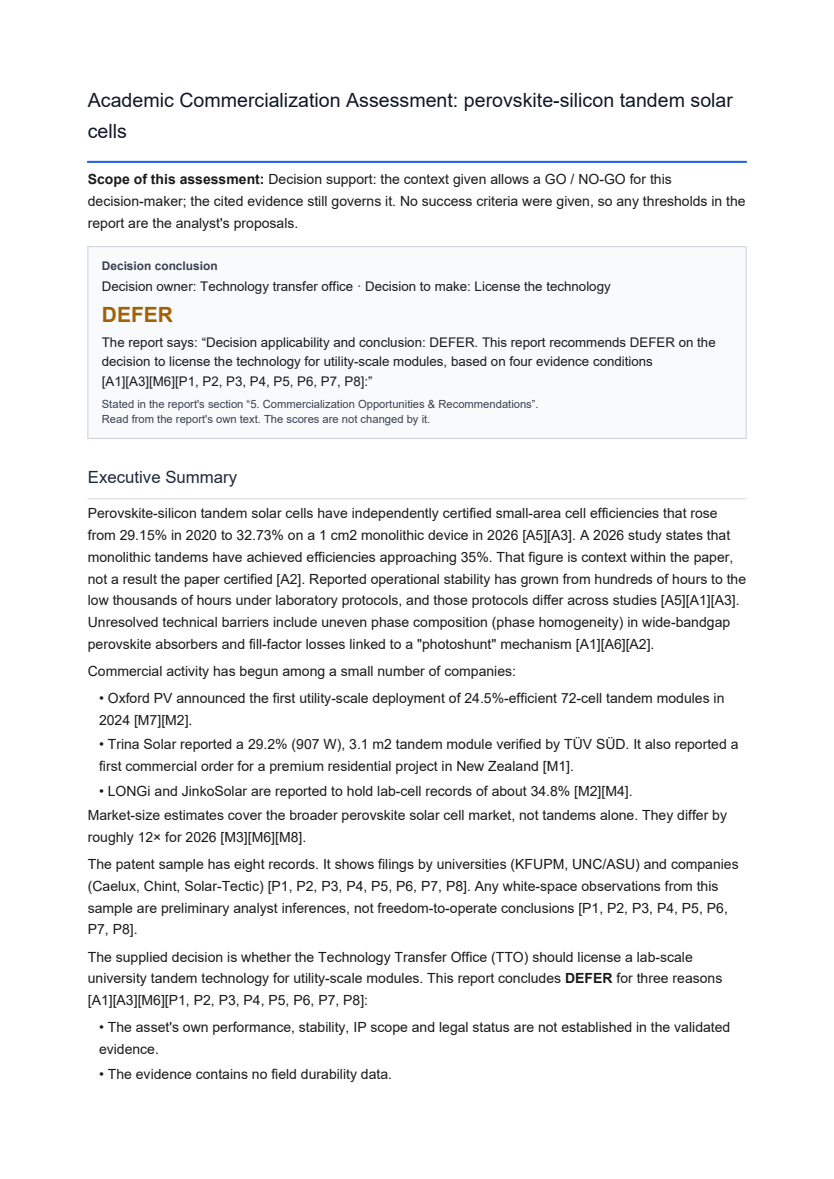 Academic Commercialization Assessment: perovskite-silicon tandem solar
cells
Scope of this assessment: Decision support: the context given allows a GO / NO-GO for this
decision-maker; the cited evidence still governs it. No success criteria were given, so any thresholds in the
report are the analyst's proposals.
Decision conclusion
Decision owner: Technology transfer office · Decision to make: License the technology
DEFER
The report says: “Decision applicability and conclusion: DEFER. This report recommends DEFER on the
decision to license the technology for utility-scale modules, based on four evidence conditions
[A1][A3][M6][P1, P2, P3, P4, P5, P6, P7, P8]:”
Stated in the report's section “5. Commercialization Opportunities & Recommendations”.
Read from the report's own text. The scores are not changed by it.
Executive Summary
Perovskite-silicon tandem solar cells have independently certified small-area cell efficiencies that rose
from 29.15% in 2020 to 32.73% on a 1 cm2 monolithic device in 2026 [A5][A3]. A 2026 study states that
monolithic tandems have achieved efficiencies approaching 35%. That figure is context within the paper,
not a result the paper certified [A2]. Reported operational stability has grown from hundreds of hours to the
low thousands of hours under laboratory protocols, and those protocols differ across studies [A5][A1][A3].
Unresolved technical barriers include uneven phase composition (phase homogeneity) in wide-bandgap
perovskite absorbers and fill-factor losses linked to a "photoshunt" mechanism [A1][A6][A2].
Commercial activity has begun among a small number of companies:
• Oxford PV announced the first utility-scale deployment of 24.5%-efficient 72-cell tandem modules in
2024 [M7][M2].
• Trina Solar reported a 29.2% (907 W), 3.1 m2 tandem module verified by TÜV SÜD. It also reported a
first commercial order for a premium residential project in New Zealand [M1].
• LONGi and JinkoSolar are reported to hold lab-cell records of about 34.8% [M2][M4].
Market-size estimates cover the broader perovskite solar cell market, not tandems alone. They differ by
roughly 12× for 2026 [M3][M6][M8].
The patent sample has eight records. It shows filings by universities (KFUPM, UNC/ASU) and companies
(Caelux, Chint, Solar-Tectic) [P1, P2, P3, P4, P5, P6, P7, P8]. Any white-space observations from this
sample are preliminary analyst inferences, not freedom-to-operate conclusions [P1, P2, P3, P4, P5, P6,
P7, P8].
The supplied decision is whether the Technology Transfer Office (TTO) should license a lab-scale
university tandem technology for utility-scale modules. This report concludes DEFER for three reasons
[A1][A3][M6][P1, P2, P3, P4, P5, P6, P7, P8]:
• The asset's own performance, stability, IP scope and legal status are not established in the validated
evidence.
• The evidence contains no field durability data.